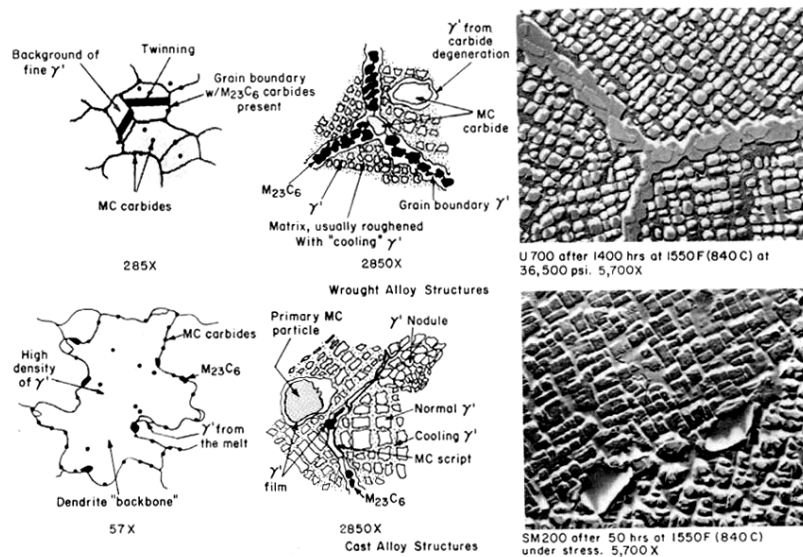 Background of
fine γ'
Twinning
Grain boundary
w/M23C6 carbides
present
MC carbides
285X
γ' from
carbide
degeneration
MC
carbide
M23C6
γ'
Grain boundary γ'
Matrix, usually roughened
With "cooling" γ'
2850X
Wrought Alloy Structures
U700 after 1400 hrs at 1550F(840C) at
36,500 psi. 5,700X
MC carbides
M23C6
High
density
of γ'
γ' from
the melt
Dendrite "backbone"
57X
Primary MC
particle
γ' Nodule
Normal γ'
Cooling γ'
MC script
γ'
film
M23C6
2850X
Cast Alloy Structures
SM200 after 50 hrs at 1550F(840C)
under stress. 5,700X